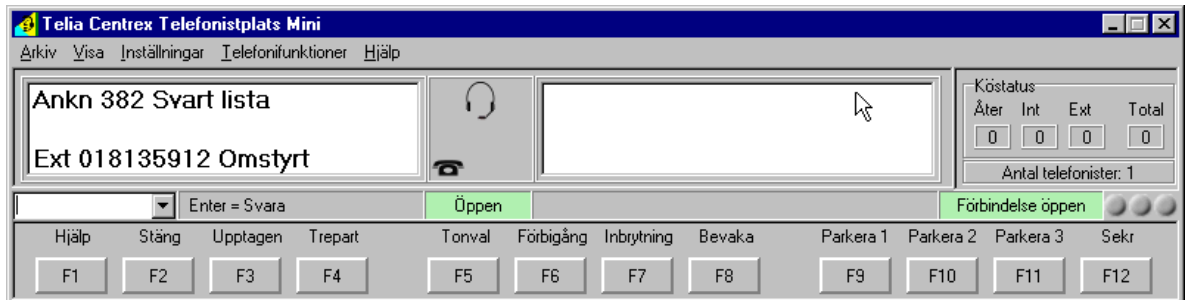 Telia Centrex Telefonistplats Mini
Arkiv Visa Inställningar Telefonifunktioner Hjälp
Ankn 382 Svart lista
Ext 018135912 Omstyrt
Köstatus
Åter Int Ext Total
0 0 0 0
Antal telefonister: 1
Enter = Svara Öppen Förbindelse öppen
Hjälp Stäng Upptagen Trepart Tonval Förbigång Inbrytning Bevaka Parkera 1 Parkera 2 Parkera 3 Sekr
F1 F2 F3 F4 F5 F6 F7 F8 F9 F10 F11 F12